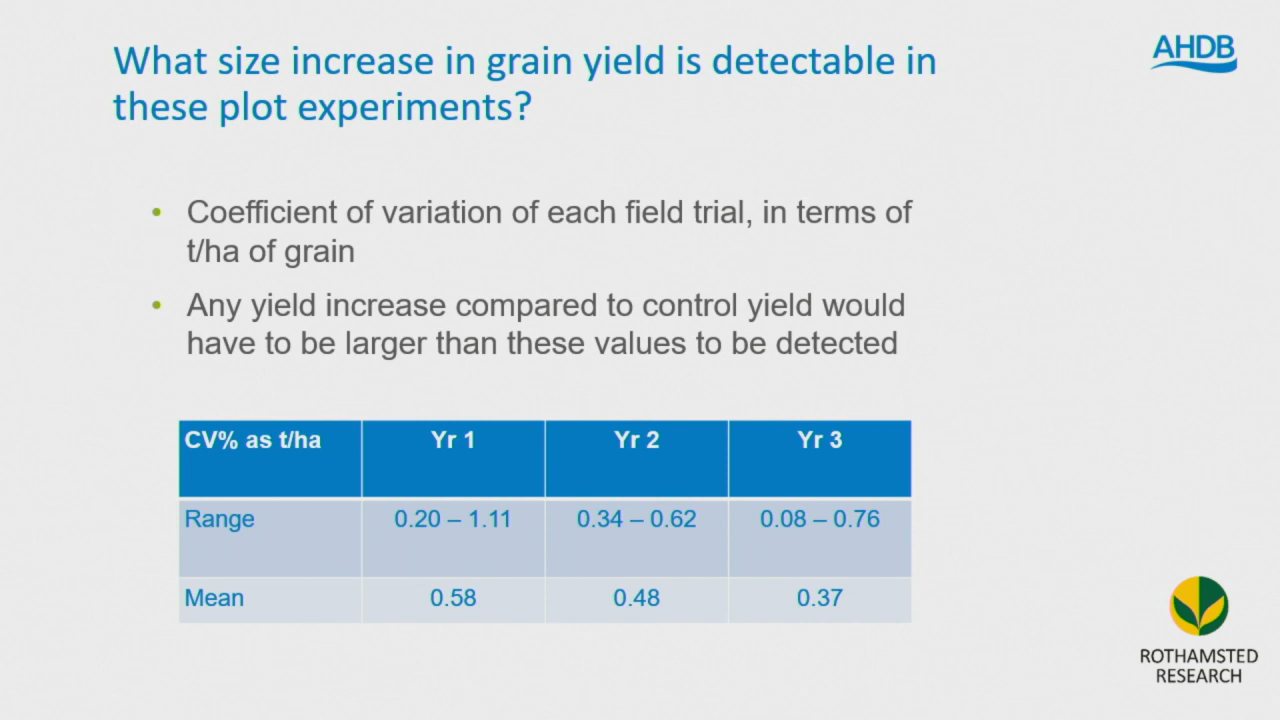 What size increase in grain yield is detectable in
these plot experiments?
AHDB
• Coefficient of variation of each field trial, in terms of
t/ha of grain
• Any yield increase compared to control yield would
have to be larger than these values to be detected
CV% as t/ha Yr 1 Yr 2 Yr 3
Range 0.20 – 1.11 0.34 – 0.62 0.08 – 0.76
Mean 0.58 0.48 0.37
ROTHAMSTED
RESEARCH